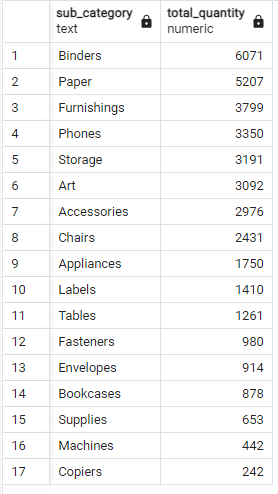 sub_category total_quantity
text numeric
1 Binders 6071
2 Paper 5207
3 Furnishings 3799
4 Phones 3350
5 Storage 3191
6 Art 3092
7 Accessories 2976
8 Chairs 2431
9 Appliances 1750
10 Labels 1410
11 Tables 1261
12 Fasteners 980
13 Envelopes 914
14 Bookcases 878
15 Supplies 653
16 Machines 442
17 Copiers 242